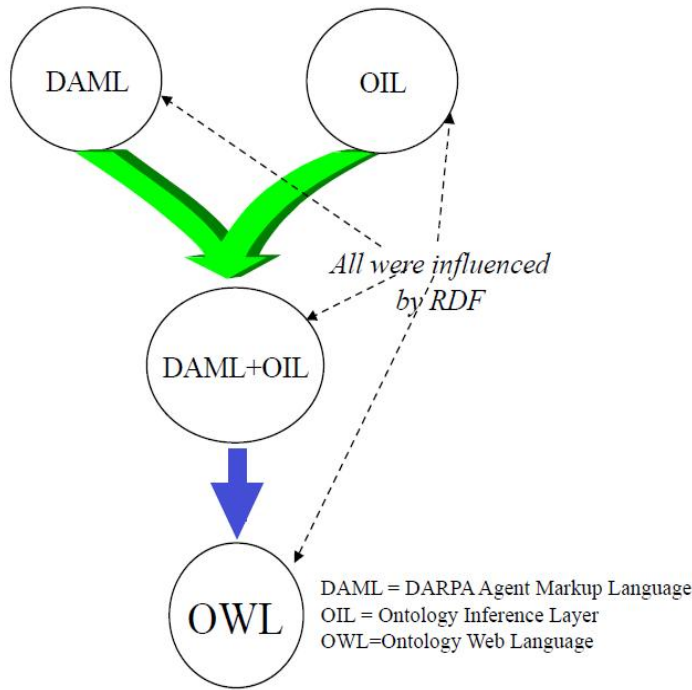 DAML
OIL
All were influenced
by RDF
DAML+OIL
OWL
DAML = DARPA Agent Markup Language
OIL = Ontology Inference Layer
OWL=Ontology Web Language